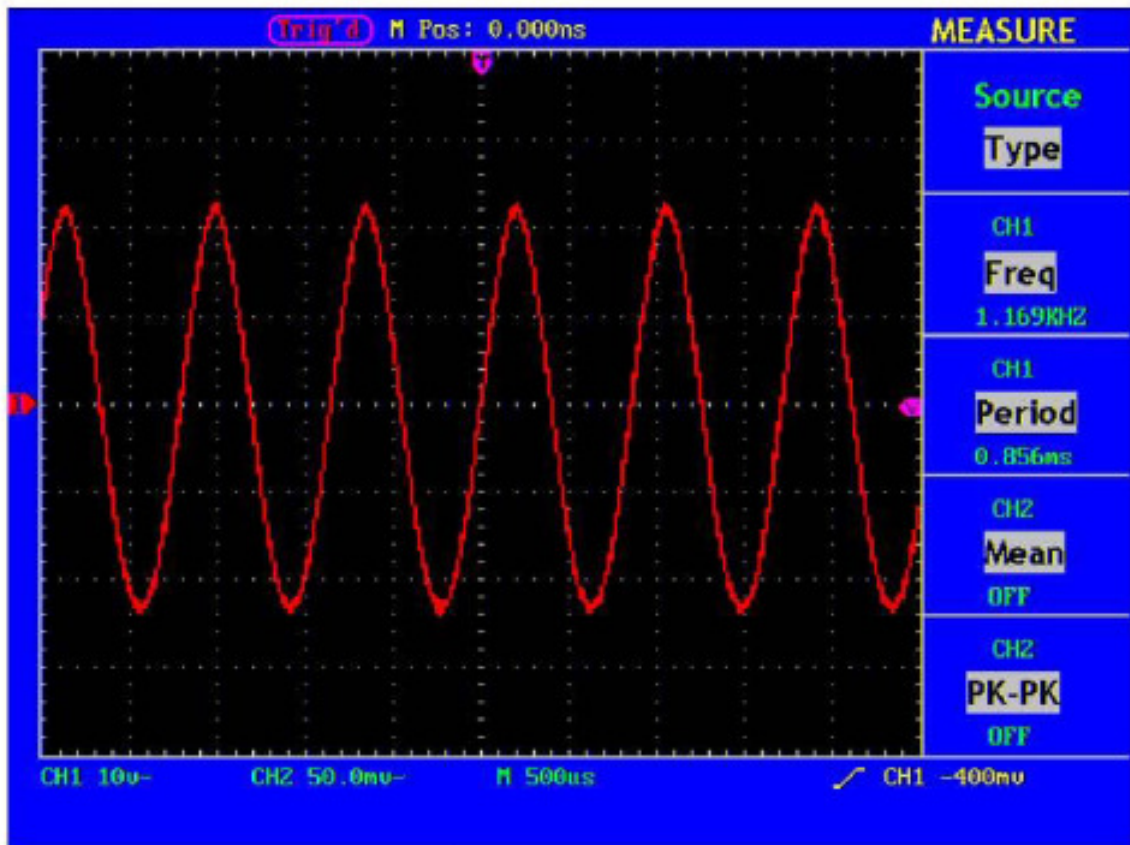 Trig'd M Pos: 0.000ns
MEASURE
Source
Type
CH1
Freq
1.169KHZ
CH1
Period
0.856ms
CH2
Mean
OFF
CH2
PK-PK
OFF
CH1 10v-
CH2 50.0mv-
M 500us
CH1 -400mv